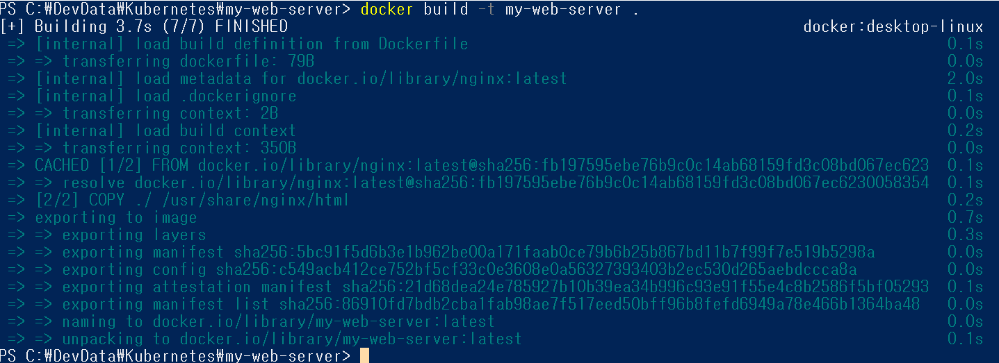 PS C:₩DevData₩Kubernetes₩my-web-server> docker build -t my-web-server .
[+] Building 3.7s (7/7) FINISHED docker:desktop-linux
=> [internal] load build definition from Dockerfile 0.1s
=> => transferring dockerfile: 79B 0.0s
=> [internal] load metadata for docker.io/library/nginx:latest 2.0s
=> [internal] load .dockerignore 0.1s
=> => transferring context: 2B 0.0s
=> [internal] load build context 0.2s
=> => transferring context: 350B 0.0s
=> CACHED [1/2] FROM docker.io/library/nginx:latest@sha256:fb197595ebe76b9c0c14ab68159fd3c08bd067ec623 0.1s
=> => resolve docker.io/library/nginx:latest@sha256:fb197595ebe76b9c0c14ab68159fd3c08bd067ec6230058354 0.1s
=> [2/2] COPY ./ /usr/share/nginx/html 0.2s
=> exporting to image 0.7s
=> => exporting layers 0.3s
=> => exporting manifest sha256:5bc91f5d6b3e1b962be00a171faab0ce79b6b25b867bd11b7f99f7e519b5298a 0.0s
=> => exporting config sha256:c549acb412ce752bf5cf33c0e3608e0a56327393403b2ec530d265aebdccca8a 0.0s
=> => exporting attestation manifest sha256:21d68dea24e785927b10b39ea34b996c93e91f55e4c8b2586f5bf05293 0.1s
=> => exporting manifest list sha256:86910fd7bdb2cba1fab98ae7f517eed50bff96b8fefd6949a78e466b1364ba48 0.0s
=> => naming to docker.io/library/my-web-server:latest 0.0s
=> => unpacking to docker.io/library/my-web-server:latest 0.1s
PS C:₩DevData₩Kubernetes₩my-web-server>